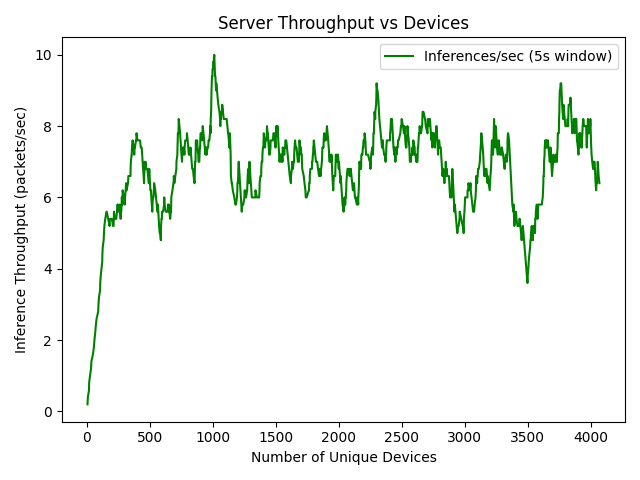 Server Throughput vs Devices
Inferences/sec (5s window)
Inference Throughput (packets/sec)
10
8
6
4
2
0
0 500 1000 1500 2000 2500 3000 3500 4000
Number of Unique Devices